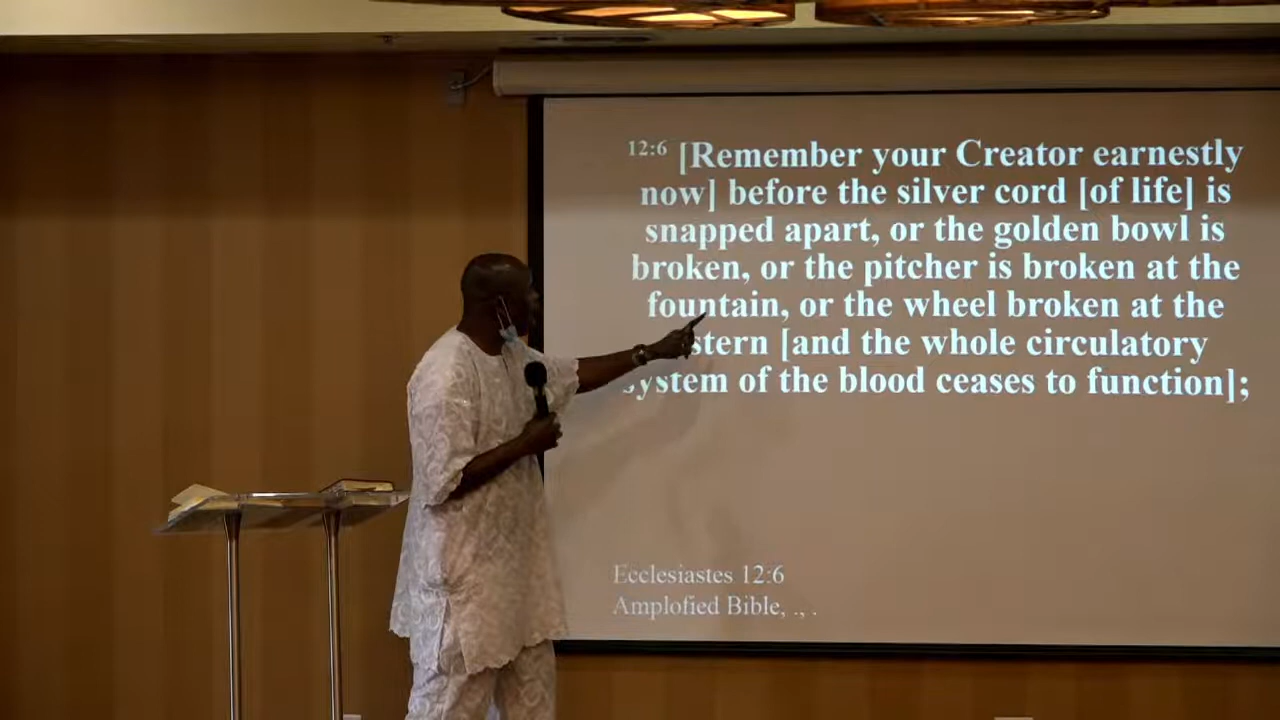 12:6 [Remember your Creator earnestly
now] before the silver cord [of life] is
snapped apart, or the golden bowl is
broken, or the pitcher is broken at the
fountain, or the wheel broken at the
stern [and the whole circulatory
ystem of the blood ceases to function];
Ecclesiastes 12:6
Amplofied Bible, ., .